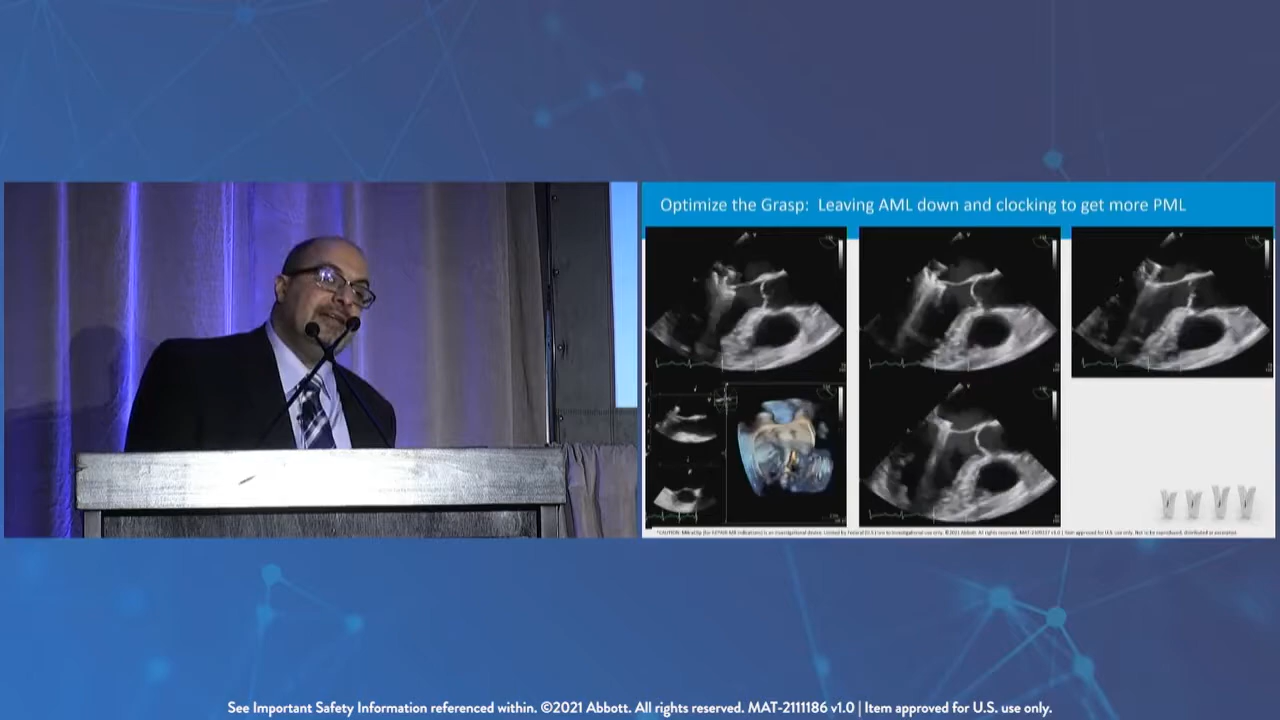 Optimize the Grasp: Leaving AML down and clocking to get more PML
See Important Safety Information referenced within. ©2021 Abbott. All rights reserved. MAT-2111186 v1.0 | Item approved for U.S. use only.